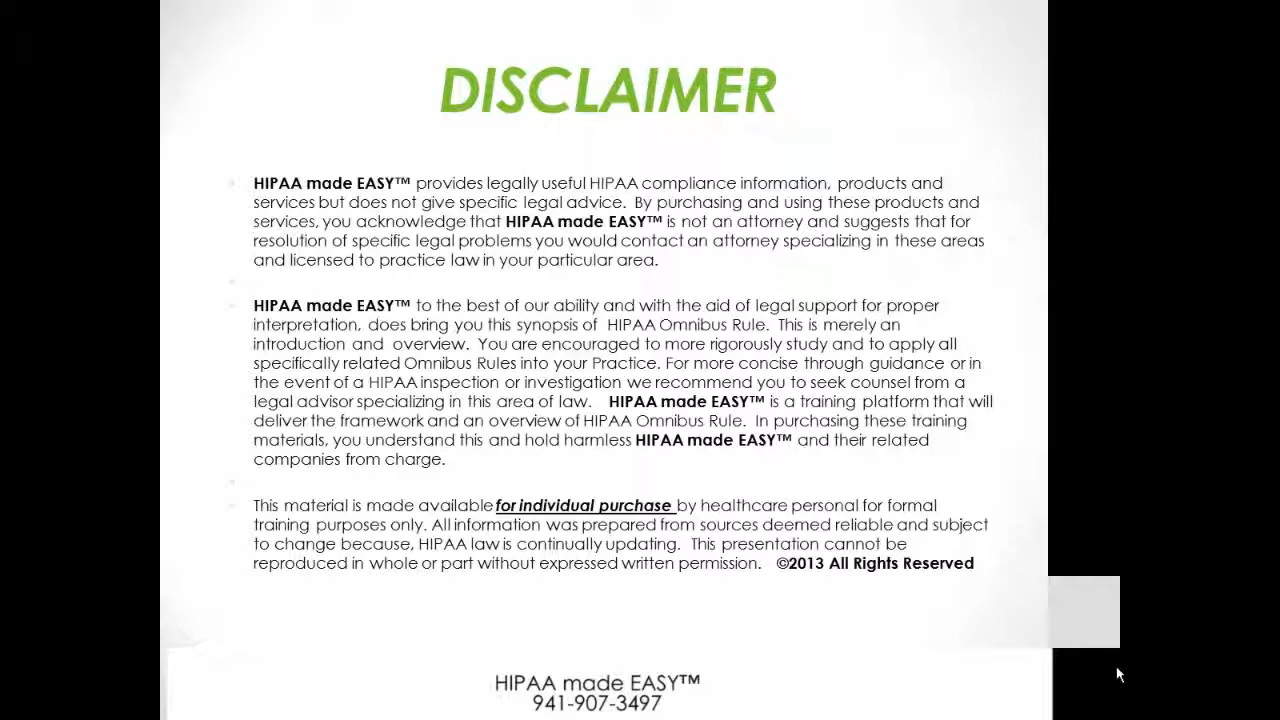 DISCLAIMER
HIPAA made EASY™ provides legally useful HIPAA compliance information, products and
services but does not give specific legal advice. By purchasing and using these products and
services, you acknowledge that HIPAA made EASY™ is not an attorney and suggests that for
resolution of specific legal problems you would contact an attorney specializing in these areas
and licensed to practice law in your particular area.
HIPAA made EASY™ to the best of our ability and with the aid of legal support for proper
interpretation, does bring you this synopsis of HIPAA Omnibus Rule. This is merely an
introduction and overview. You are encouraged to more rigorously study and to apply all
specifically related Omnibus Rules into your Practice. For more concise through guidance or in
the event of a HIPAA inspection or investigation we recommend you to seek counsel from a
legal advisor specializing in this area of law. HIPAA made EASY™ is a training platform that will
deliver the framework and an overview of HIPAA Omnibus Rule. In purchasing these training
materials, you understand this and hold harmless HIPAA made EASY™ and their related
companies from charge.
This material is made available for individual purchase by healthcare personal for formal
training purposes only. All information was prepared from sources deemed reliable and subject
to change because, HIPAA law is continually updating. This presentation cannot be
reproduced in whole or part without expressed written permission. ©2013 All Rights Reserved
HIPAA made EASY™
941-907-3497